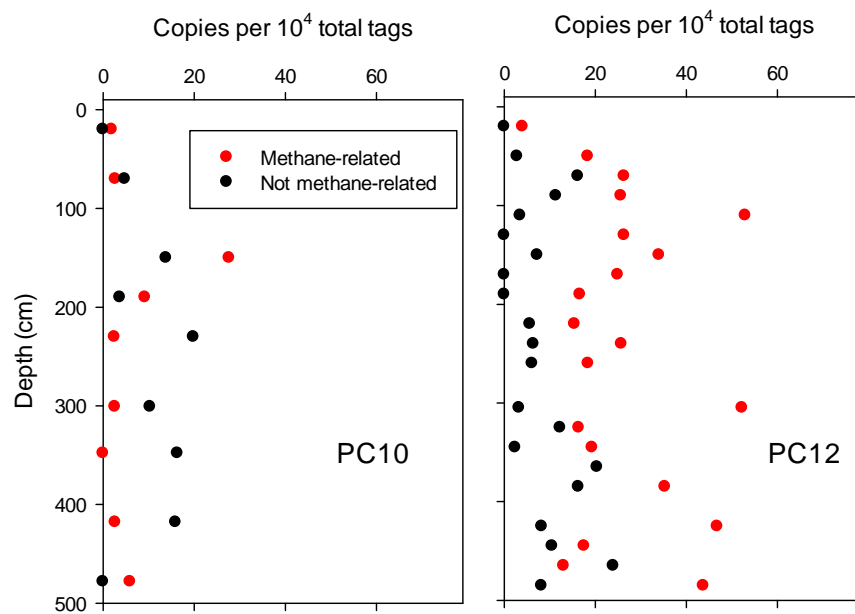 Copies per 10⁴ total tags
Copies per 10⁴ total tags
0 20 40 60
0 20 40 60
0
Methane-related
Not methane-related
100
200
Depth (cm)
300
PC10
PC12
400
500